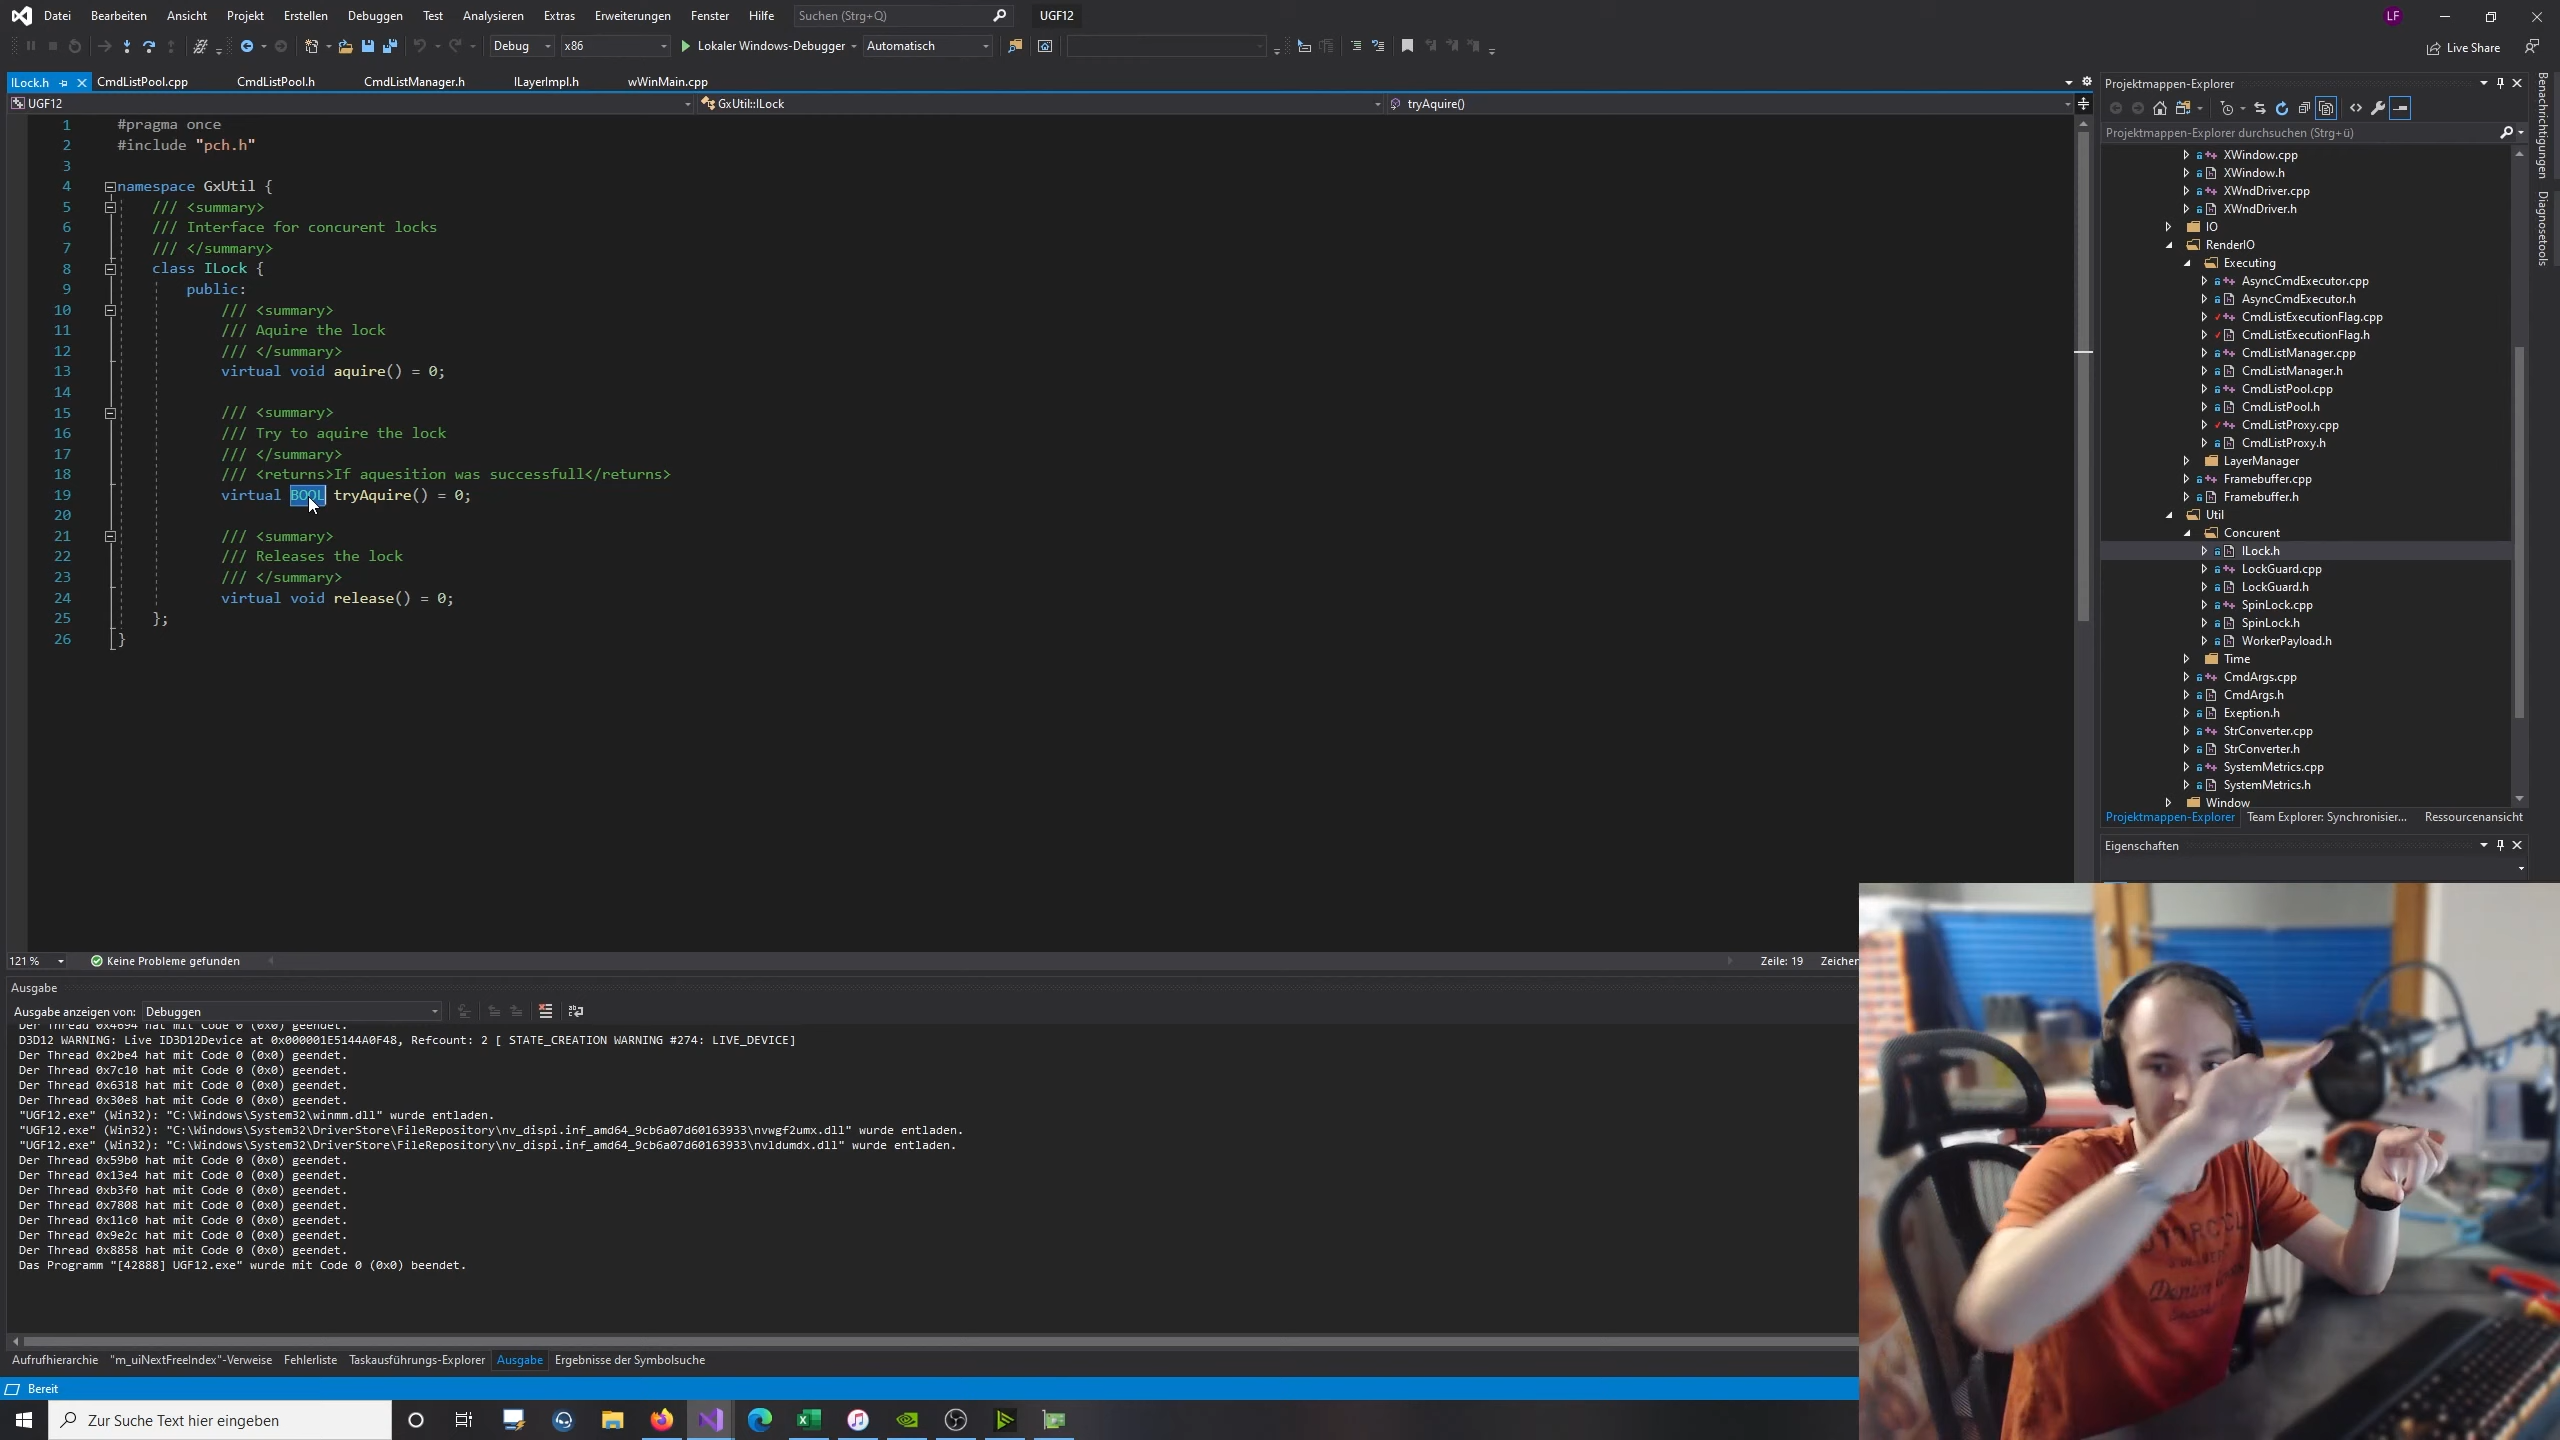 Datei Bearbeiten Ansicht Projekt Erstellen Debuggen Test Analysieren Extras Erweiterungen Fenster Hilfe Suchen (Strg+Q) UGF12 LF
Debug x86 Lokaler Windows-Debugger Automatisch Live Share
ILock.h CmdListPool.cpp CmdListPool.h CmdListManager.h ILayerImpl.h wWinMain.cpp
UGF12 GxUtil::ILock tryAquire()
1 #pragma once
2 #include "pch.h"
3
4 namespace GxUtil {
5 /// <summary>
6 /// Interface for concurent locks
7 /// </summary>
8 class ILock {
9 public:
10 /// <summary>
11 /// Aquire the lock
12 /// </summary>
13 virtual void aquire() = 0;
14
15 /// <summary>
16 /// Try to aquire the lock
17 /// </summary>
18 /// <returns>If aquesition was successfull</returns>
19 virtual BOOL tryAquire() = 0;
20
21 /// <summary>
22 /// Releases the lock
23 /// </summary>
24 virtual void release() = 0;
25 };
26 }
121 % Keine Probleme gefunden Zeile: 19 Zeichen
Ausgabe
Ausgabe anzeigen von: Debuggen
Der Thread 0x4694 hat mit Code 0 (0x0) geendet.
D3D12 WARNING: Live ID3D12Device at 0x000001E5144A0F48, Refcount: 2 [ STATE_CREATION WARNING #274: LIVE_DEVICE]
Der Thread 0x2be4 hat mit Code 0 (0x0) geendet.
Der Thread 0x7c10 hat mit Code 0 (0x0) geendet.
Der Thread 0x6318 hat mit Code 0 (0x0) geendet.
Der Thread 0x30e8 hat mit Code 0 (0x0) geendet.
"UGF12.exe" (Win32): "C:\Windows\System32\winmm.dll" wurde entladen.
"UGF12.exe" (Win32): "C:\Windows\System32\DriverStore\FileRepository\nv_dispi.inf_amd64_9cb6a07d60163933\nvwgf2umx.dll" wurde entladen.
"UGF12.exe" (Win32): "C:\Windows\System32\DriverStore\FileRepository\nv_dispi.inf_amd64_9cb6a07d60163933\nvldumdx.dll" wurde entladen.
Der Thread 0x59b0 hat mit Code 0 (0x0) geendet.
Der Thread 0x13e4 hat mit Code 0 (0x0) geendet.
Der Thread 0xb3f0 hat mit Code 0 (0x0) geendet.
Der Thread 0x7808 hat mit Code 0 (0x0) geendet.
Der Thread 0x11c0 hat mit Code 0 (0x0) geendet.
Der Thread 0x9e2c hat mit Code 0 (0x0) geendet.
Der Thread 0x8858 hat mit Code 0 (0x0) geendet.
Das Programm "[42888] UGF12.exe" wurde mit Code 0 (0x0) beendet.
Aufrufhierarchie "m_uiNextFreeIndex"-Verweise Fehlerliste Taskausführungs-Explorer Ausgabe Ergebnisse der Symbolsuche
Bereit
Zur Suche Text hier eingeben
Projektmappen-Explorer
Projektmappen-Explorer durchsuchen (Strg+ü)
XWindow.cpp
XWindow.h
XWndDriver.cpp
XWndDriver.h
IO
RenderIO
Executing
AsyncCmdExecutor.cpp
AsyncCmdExecutor.h
CmdListExecutionFlag.cpp
CmdListExecutionFlag.h
CmdListManager.cpp
CmdListManager.h
CmdListPool.cpp
CmdListPool.h
CmdListProxy.cpp
CmdListProxy.h
LayerManager
Framebuffer.cpp
Framebuffer.h
Util
Concurent
ILock.h
LockGuard.cpp
LockGuard.h
SpinLock.cpp
SpinLock.h
WorkerPayload.h
Time
CmdArgs.cpp
CmdArgs.h
Exeption.h
StrConverter.cpp
StrConverter.h
SystemMetrics.cpp
SystemMetrics.h
Window
Projektmappen-Explorer Team Explorer: Synchronisier... Ressourcenansicht
Eigenschaften
Benachrichtigungen
Diagnosetools